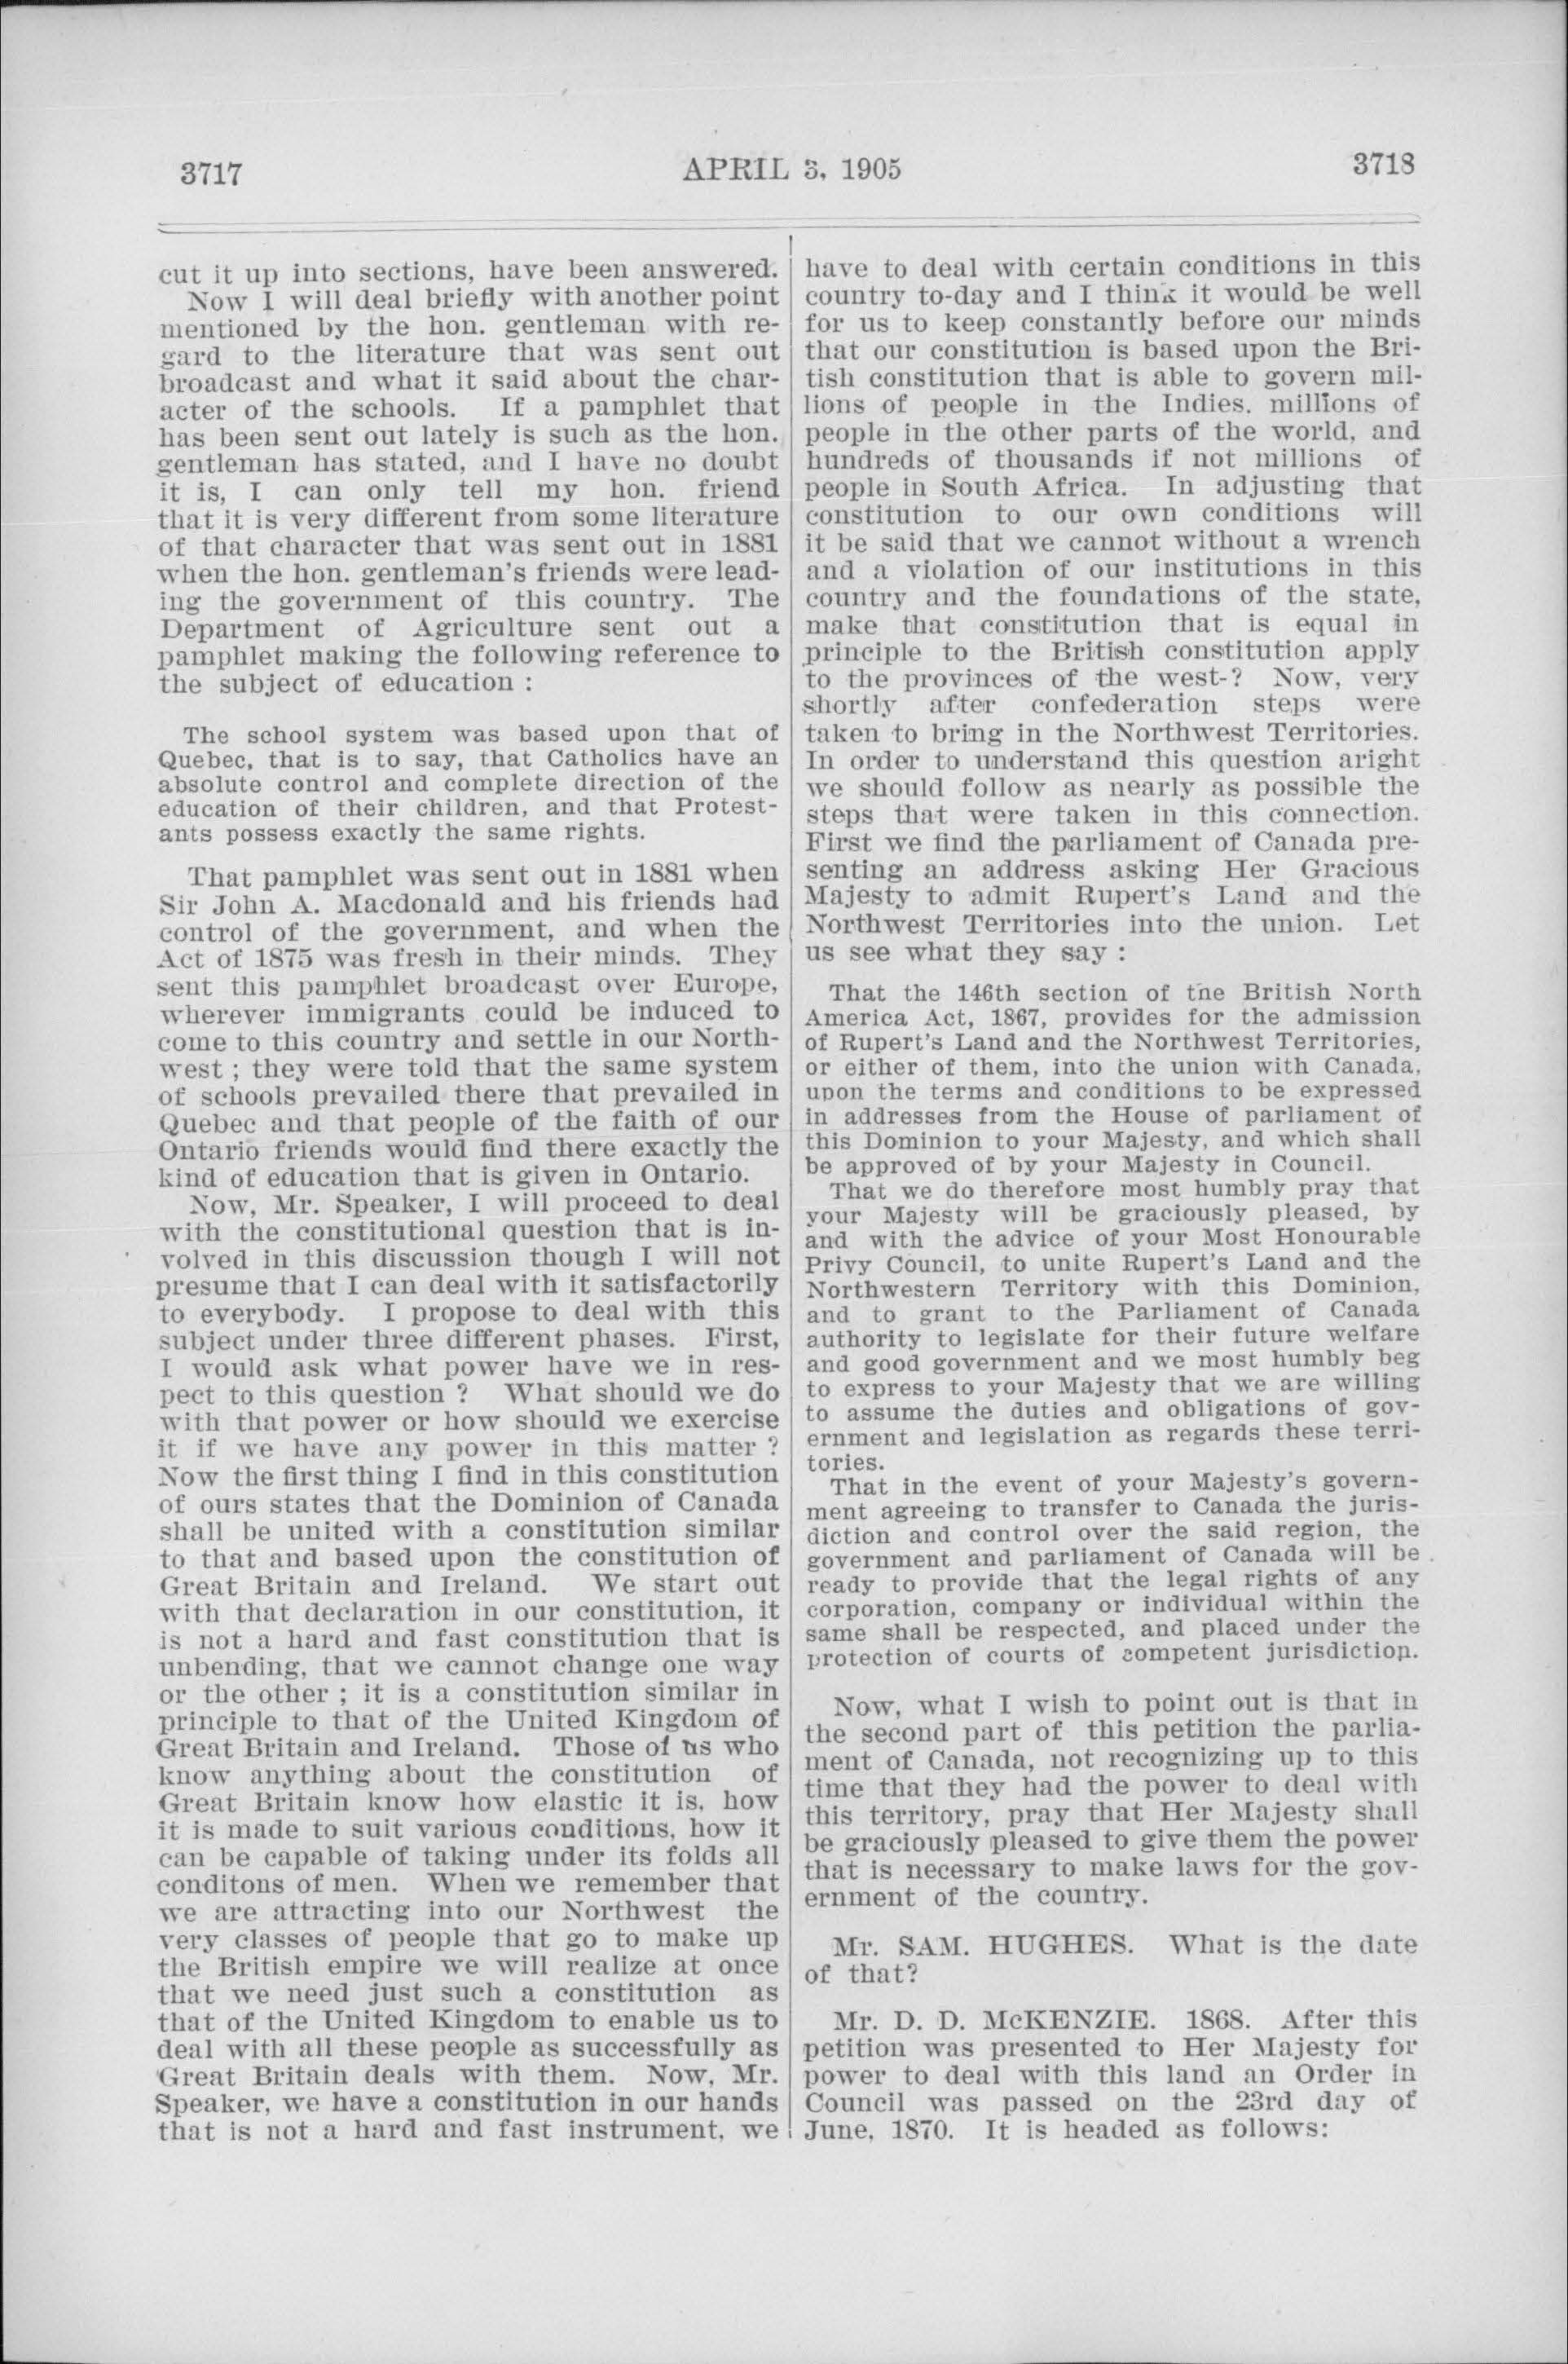 3717
APRIL 3, 1905
3718
cut it up into sections, have been answered.
Now I will deal briefly with another point
mentioned by the hon. gentleman with re-
gard to the literature that was sent out
broadcast and what it said about the char-
acter of the schools. If a pamphlet that
has been sent out lately is such as the hon.
gentleman has stated, and I have no doubt
it is, I can only tell my hon. friend
that it is very different from some literature
of that character that was sent out in 1881
when the hon. gentleman's friends were lead-
ing the government of this country. The
Department of Agriculture sent out a
pamphlet making the following reference to
the subject of education :
The school system was based upon that of
Quebec, that is to say, that Catholics have an
absolute control and complete direction of the
education of their children, and that Protest-
ants possess exactly the same rights.
That pamphlet was sent out in 1881 when
Sir John A. Macdonald and his friends had
control of the government, and when the
Act of 1875 was fresh in their minds. They
sent this pamphlet broadcast over Europe,
wherever immigrants could be induced to
come to this country and settle in our North-
west ; they were told that the same system
of schools prevailed there that prevailed in
Quebec and that people of the faith of our
Ontario friends would find there exactly the
kind of education that is given in Ontario.
Now, Mr. Speaker, I will proceed to deal
with the constitutional question that is in-
volved in this discussion though I will not
presume that I can deal with it satisfactorily
to everybody. I propose to deal with this
subject under three different phases. First,
I would ask what power have we in res-
pect to this question ? What should we do
with that power or how should we exercise
it if we have any power in this matter ?
Now the first thing I find in this constitution
of ours states that the Dominion of Canada
shall be united with a constitution similar
to that and based upon the constitution of
Great Britain and Ireland. We start out
with that declaration in our constitution, it
is not a hard and fast constitution that is
unbending, that we cannot change one way
or the other ; it is a constitution similar in
principle to that of the United Kingdom of
Great Britain and Ireland. Those of us who
know anything about the constitution of
Great Britain know how elastic it is, how
it is made to suit various conditions, how it
can be capable of taking under its folds all
conditons of men. When we remember that
we are attracting into our Northwest the
very classes of people that go to make up
the British empire we will realize at once
that we need just such a constitution as
that of the United Kingdom to enable us to
deal with all these people as successfully as
Great Britain deals with them. Now, Mr.
Speaker, we have a constitution in our hands
that is not a hard and fast instrument, we
have to deal with certain conditions in this
country to-day and I think it would be well
for us to keep constantly before our minds
that our constitution is based upon the Bri-
tish constitution that is able to govern mil-
lions of people in the Indies, millions of
people in the other parts of the world, and
hundreds of thousands if not millions of
people in South Africa. In adjusting that
constitution to our own conditions will
it be said that we cannot without a wrench
and a violation of our institutions in this
country and the foundations of the state,
make that constitution that is equal in
principle to the British constitution apply
to the provinces of the west-? Now, very
shortly after confederation steps were
taken to bring in the Northwest Territories.
In order to understand this question aright
we should follow as nearly as possible the
steps that were taken in this connection.
First we find the parliament of Canada pre-
senting an address asking Her Gracious
Majesty to admit Rupert's Land and the
Northwest Territories into the union. Let
us see what they say :
That the 146th section of the British North
America Act, 1867, provides for the admission
of Rupert's Land and the Northwest Territories,
or either of them, into the union with Canada,
upon the terms and conditions to be expressed
in addresses from the House of parliament of
this Dominion to your Majesty, and which shall
be approved of by your Majesty in Council.
That we do therefore most humbly pray that
your Majesty will be graciously pleased, by
and with the advice of your Most Honourable
Privy Council, to unite Rupert's Land and the
Northwestern Territory with this Dominion,
and to grant to the Parliament of Canada
authority to legislate for their future welfare
and good government and we most humbly beg
to express to your Majesty that we are willing
to assume the duties and obligations of gov-
ernment and legislation as regards these terri-
tories.
That in the event of your Majesty's govern-
ment agreeing to transfer to Canada the juris-
diction and control over the said region, the
government and parliament of Canada will be
ready to provide that the legal rights of any
corporation, company or individual within the
same shall be respected, and placed under the
protection of courts of competent jurisdiction.
Now, what I wish to point out is that in
the second part of this petition the parlia-
ment of Canada, not recognizing up to this
time that they had the power to deal with
this territory, pray that Her Majesty shall
be graciously pleased to give them the power
that is necessary to make laws for the gov-
ernment of the country.
Mr. SAM. HUGHES. What is the date
of that?
Mr. D. D. McKENZIE. 1868. After this
petition was presented to Her Majesty for
power to deal with this land an Order in
Council was passed on the 23rd day of
June, 1870. It is headed as follows: